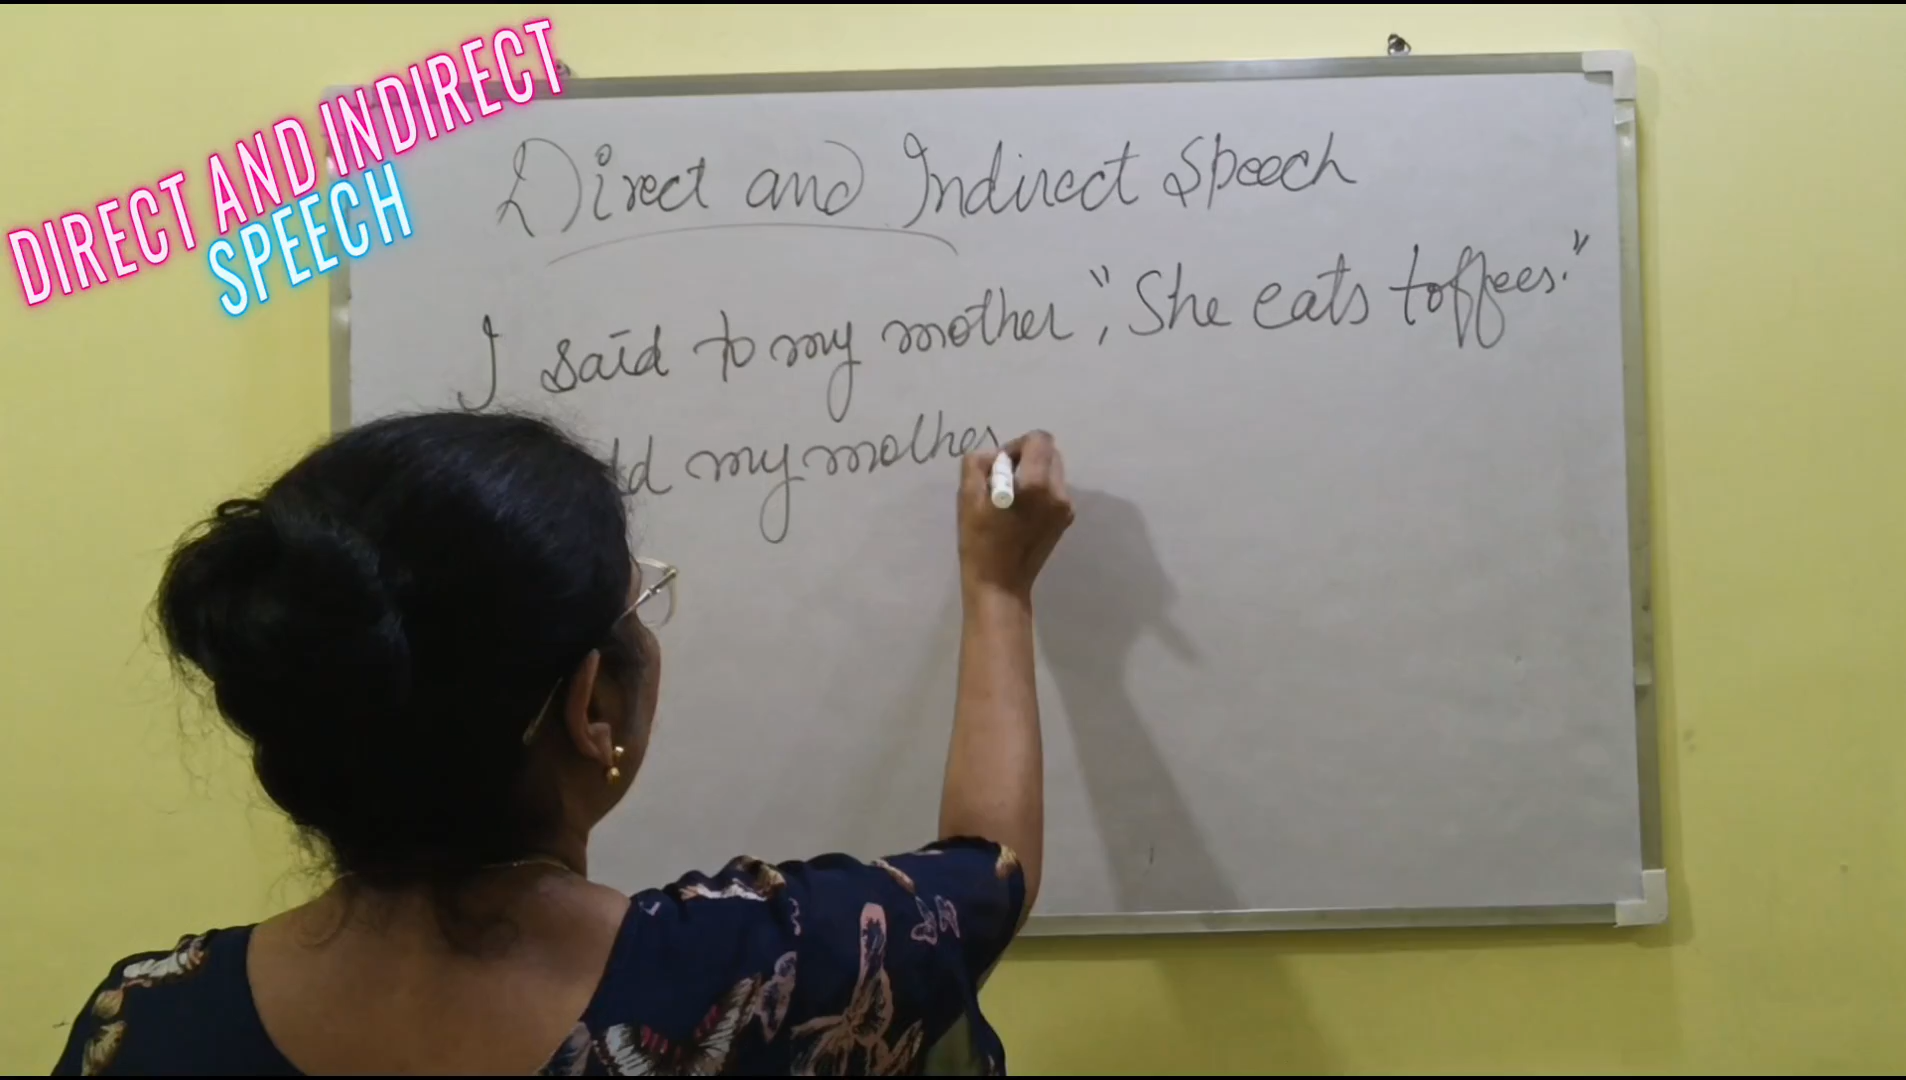 DIRECT AND INDIRECT
SPEECH
Direct and Indirect Speech
I said to my mother ", She eats toffees."
my mother